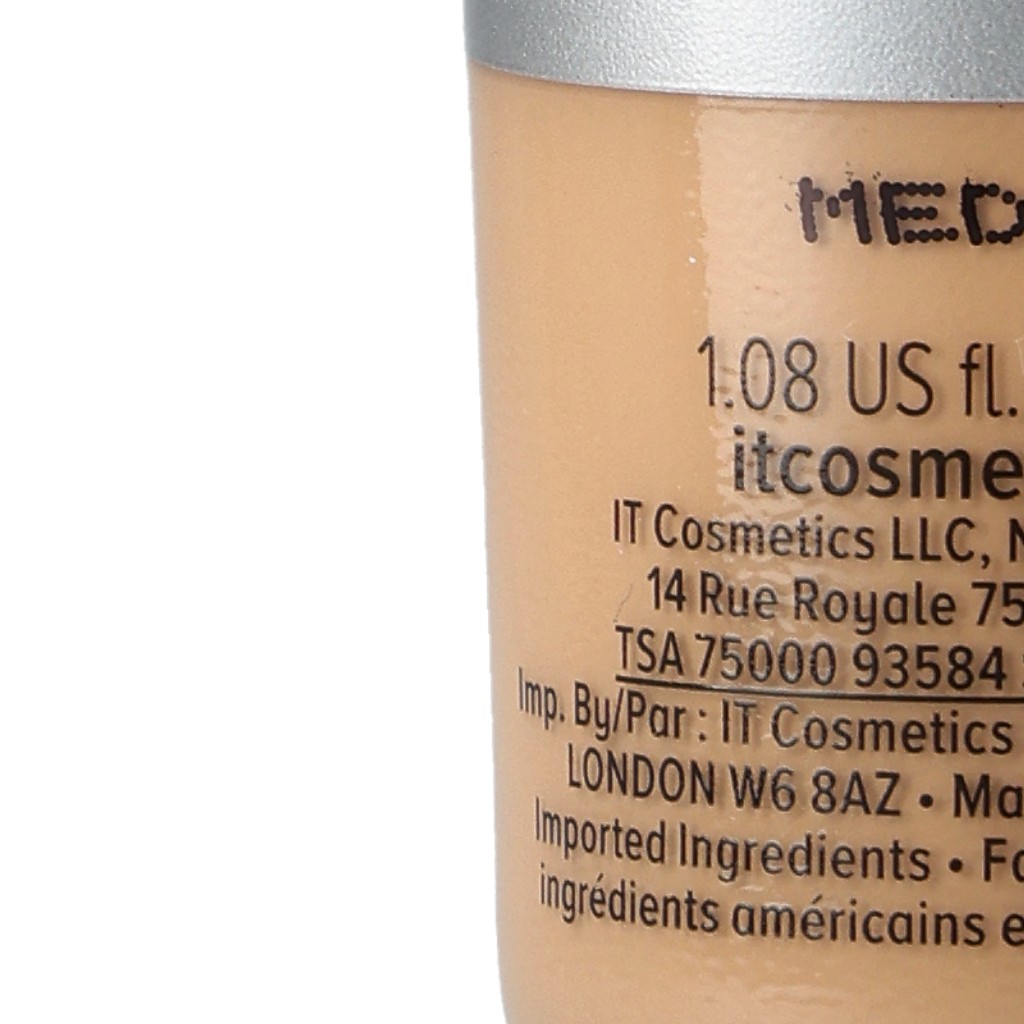 MED
1.08 US fl.
itcosme
IT Cosmetics LLC, N
14 Rue Royale 75
TSA 75000 93584
Imp. By/Par : IT Cosmetics
LONDON W6 8AZ • Ma
Imported Ingredients • Fa
ingrédients américains e